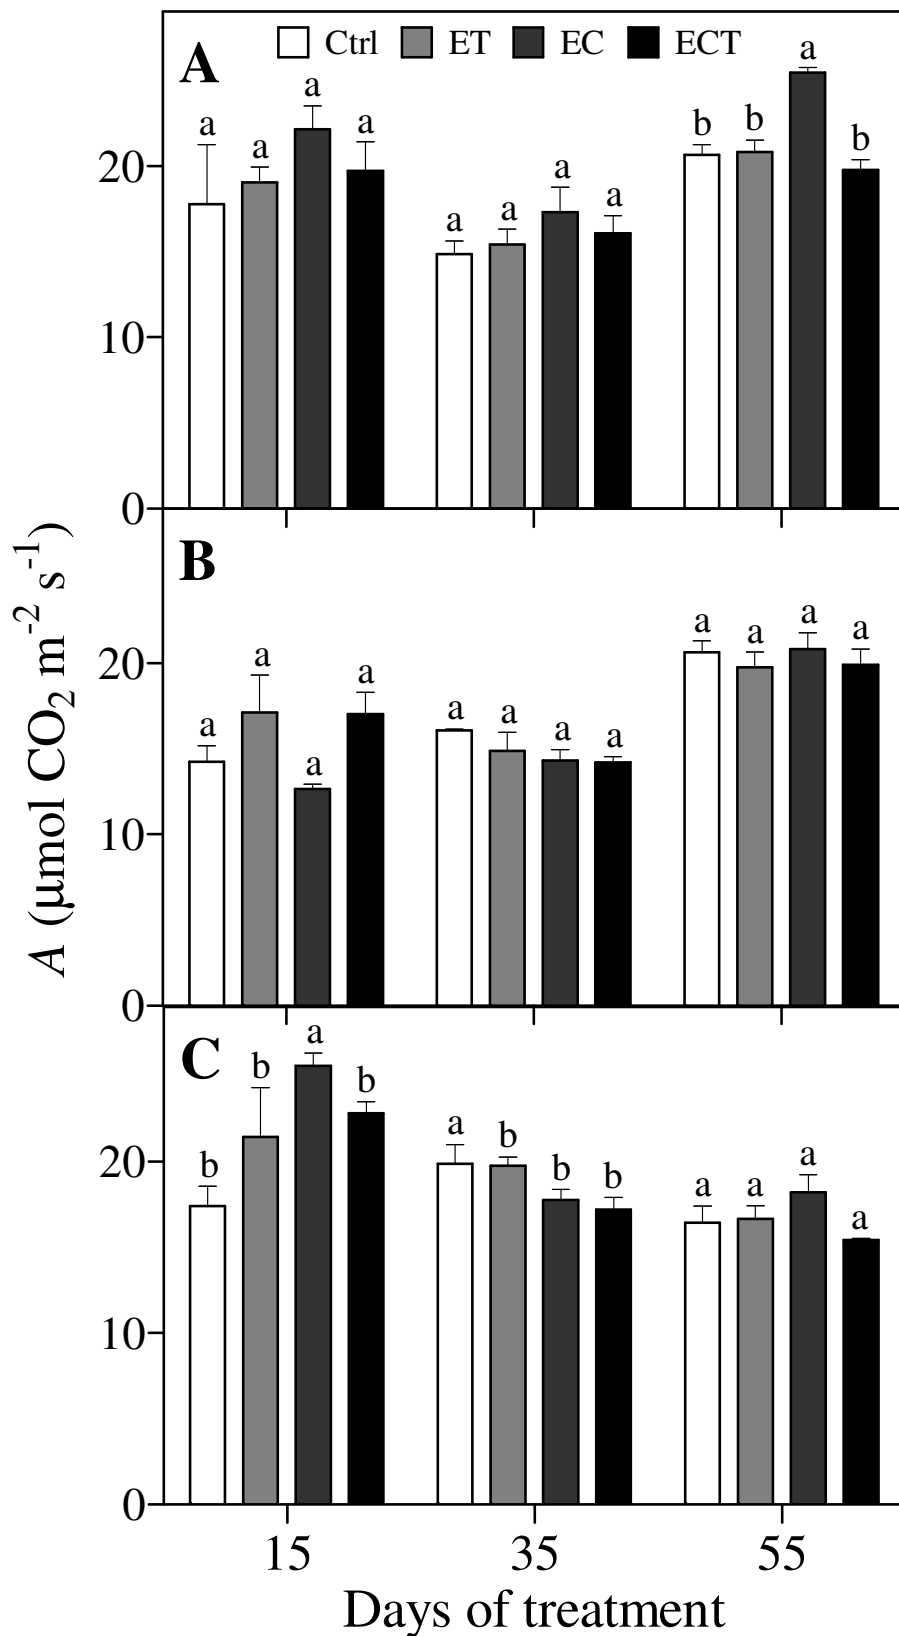 A
Ctrl ET EC ECT
a a a a
a a a a
b b a b
20
10
0
B
a a a a
a a a a
a a a a
20
10
0
C
b b a b
a b b b
a a a a
20
10
0
A (μmol CO₂ m⁻² s⁻¹)
15 35 55
Days of treatment